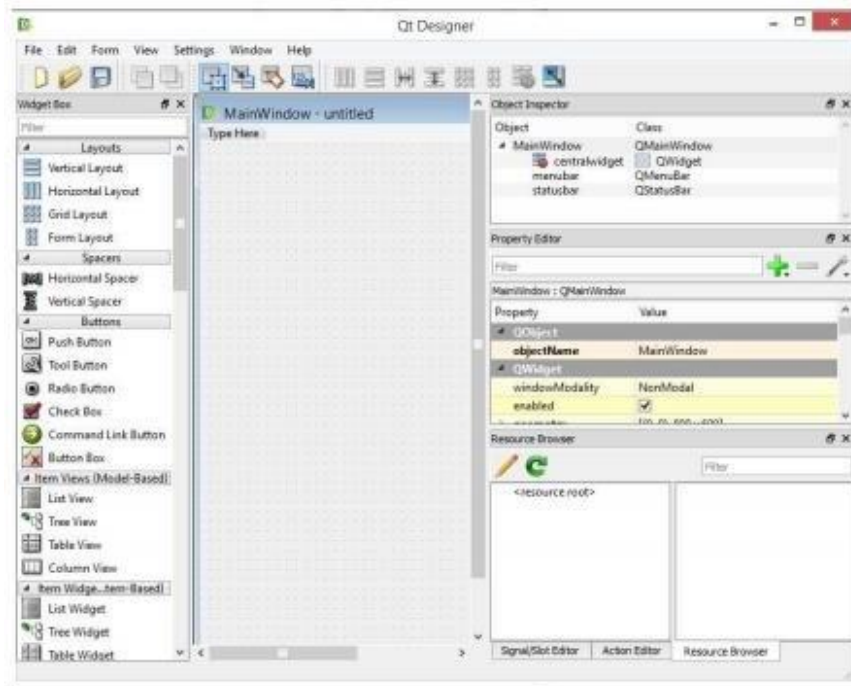 Qt Designer
File Edit Form View Settings Window Help
Widget Box
Filter
Layouts
Vertical Layout
Horizontal Layout
Grid Layout
Form Layout
Spacers
Horizontal Spacer
Vertical Spacer
Buttons
Push Button
Tool Button
Radio Button
Check Box
Command Link Button
Button Box
Item Views (Model-Based)
List View
Tree View
Table View
Column View
Item Widge...tem-Based)
List Widget
Tree Widget
Table Widget
MainWindow - untitled
Type Here
Object Inspector
Object Class
MainWindow QMainWindow
centralwidget QWidget
menubar QMenuBar
statusbar QStatusBar
Property Editor
Filter
MainWindow : QMainWindow
Property Value
QObject
objectName MainWindow
QWidget
windowModality NonModal
enabled
Resource Browser
Filter
<resource root>
Signal/Slot Editor Action Editor Resource Browser